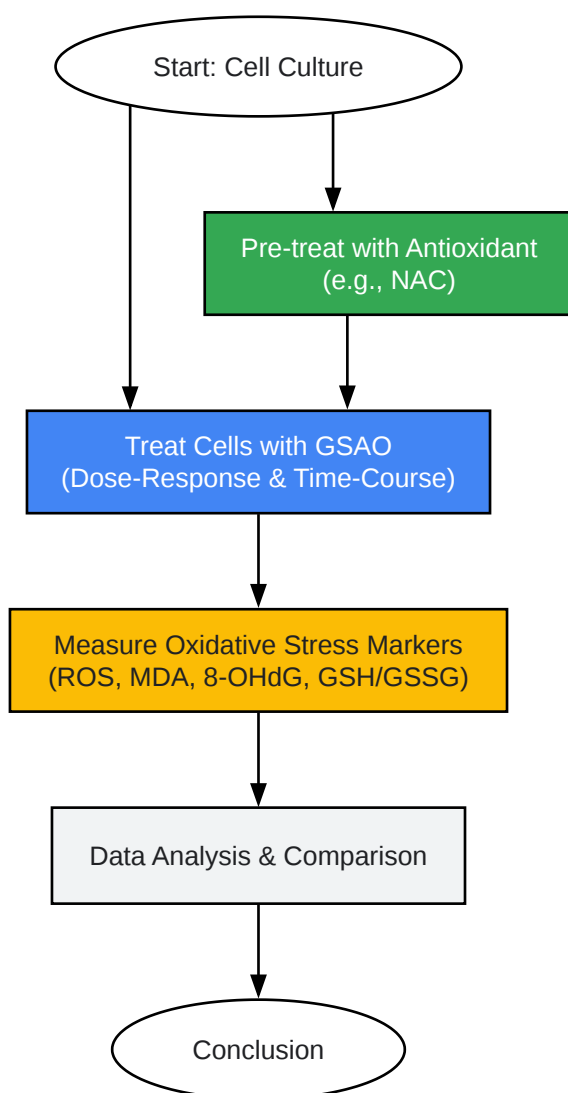 Start: Cell Culture
Pre-treat with Antioxidant
(e.g., NAC)
Treat Cells with GSAO
(Dose-Response & Time-Course)
Measure Oxidative Stress Markers
(ROS, MDA, 8-OHdG, GSH/GSSG)
Data Analysis & Comparison
Conclusion